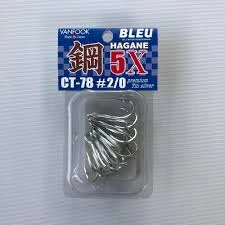 VANFOOK
BLEU
鋼
HAGANE
5X
CT-78 #2/0
premium
Tin silver